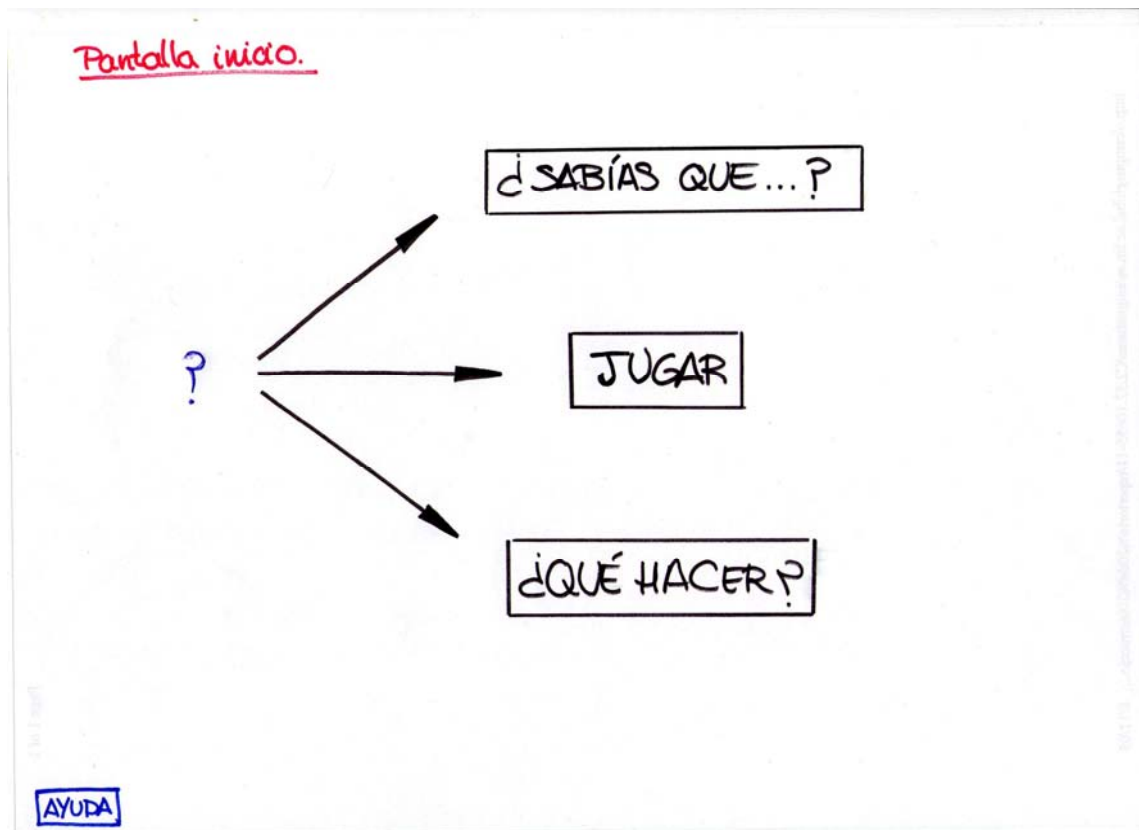 Pantalla inicio.
¿SABÍAS QUE...?
?
JUGAR
¿QUÉ HACER?
AYUDA